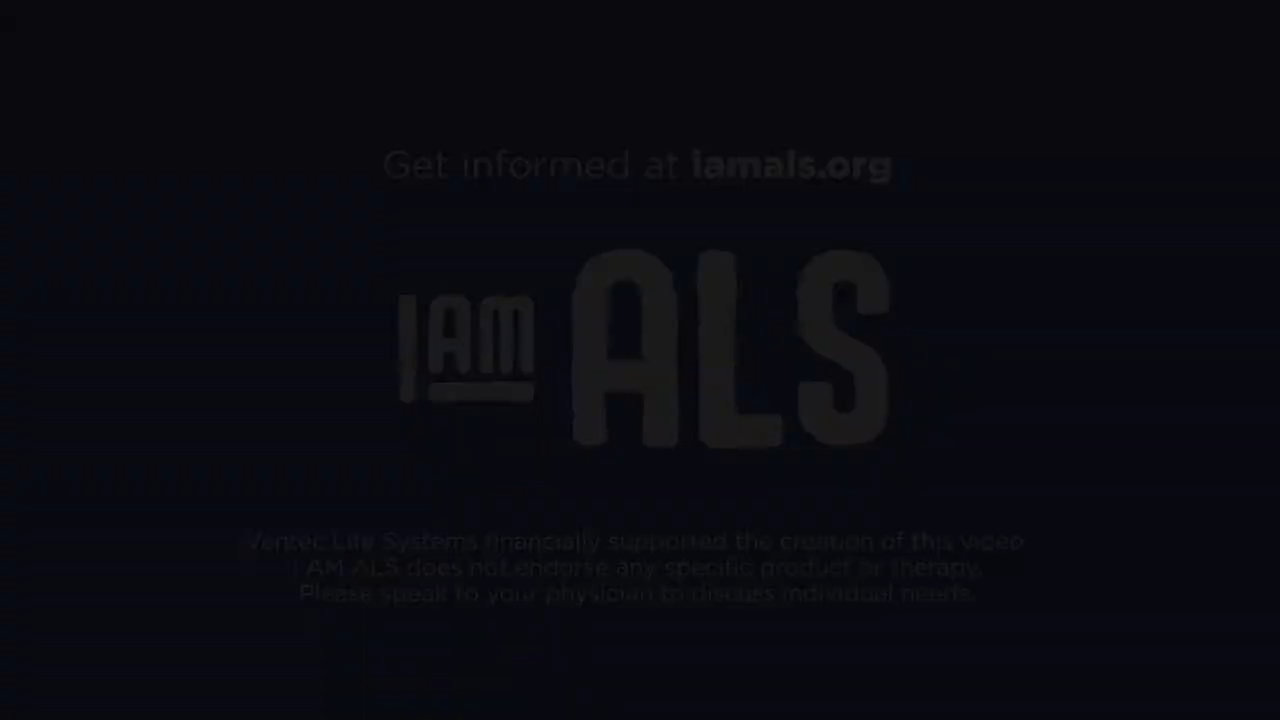 Get informed at iamals.org
I AM ALS
Ventec Life Systems financially supported the creation of this video
I AM ALS does not endorse any specific product or therapy.
Please speak to your physician to discuss individual needs.